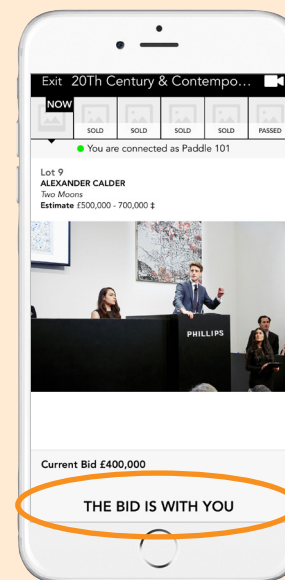 Exit 20Th Century & Contempo...
NOW
SOLD
SOLD
SOLD
SOLD
PASSED
You are connected as Paddle 101
Lot 9
ALEXANDER CALDER
Two Moons
Estimate £500,000 - 700,000 ‡
PHILLIPS
Current Bid £400,000
THE BID IS WITH YOU